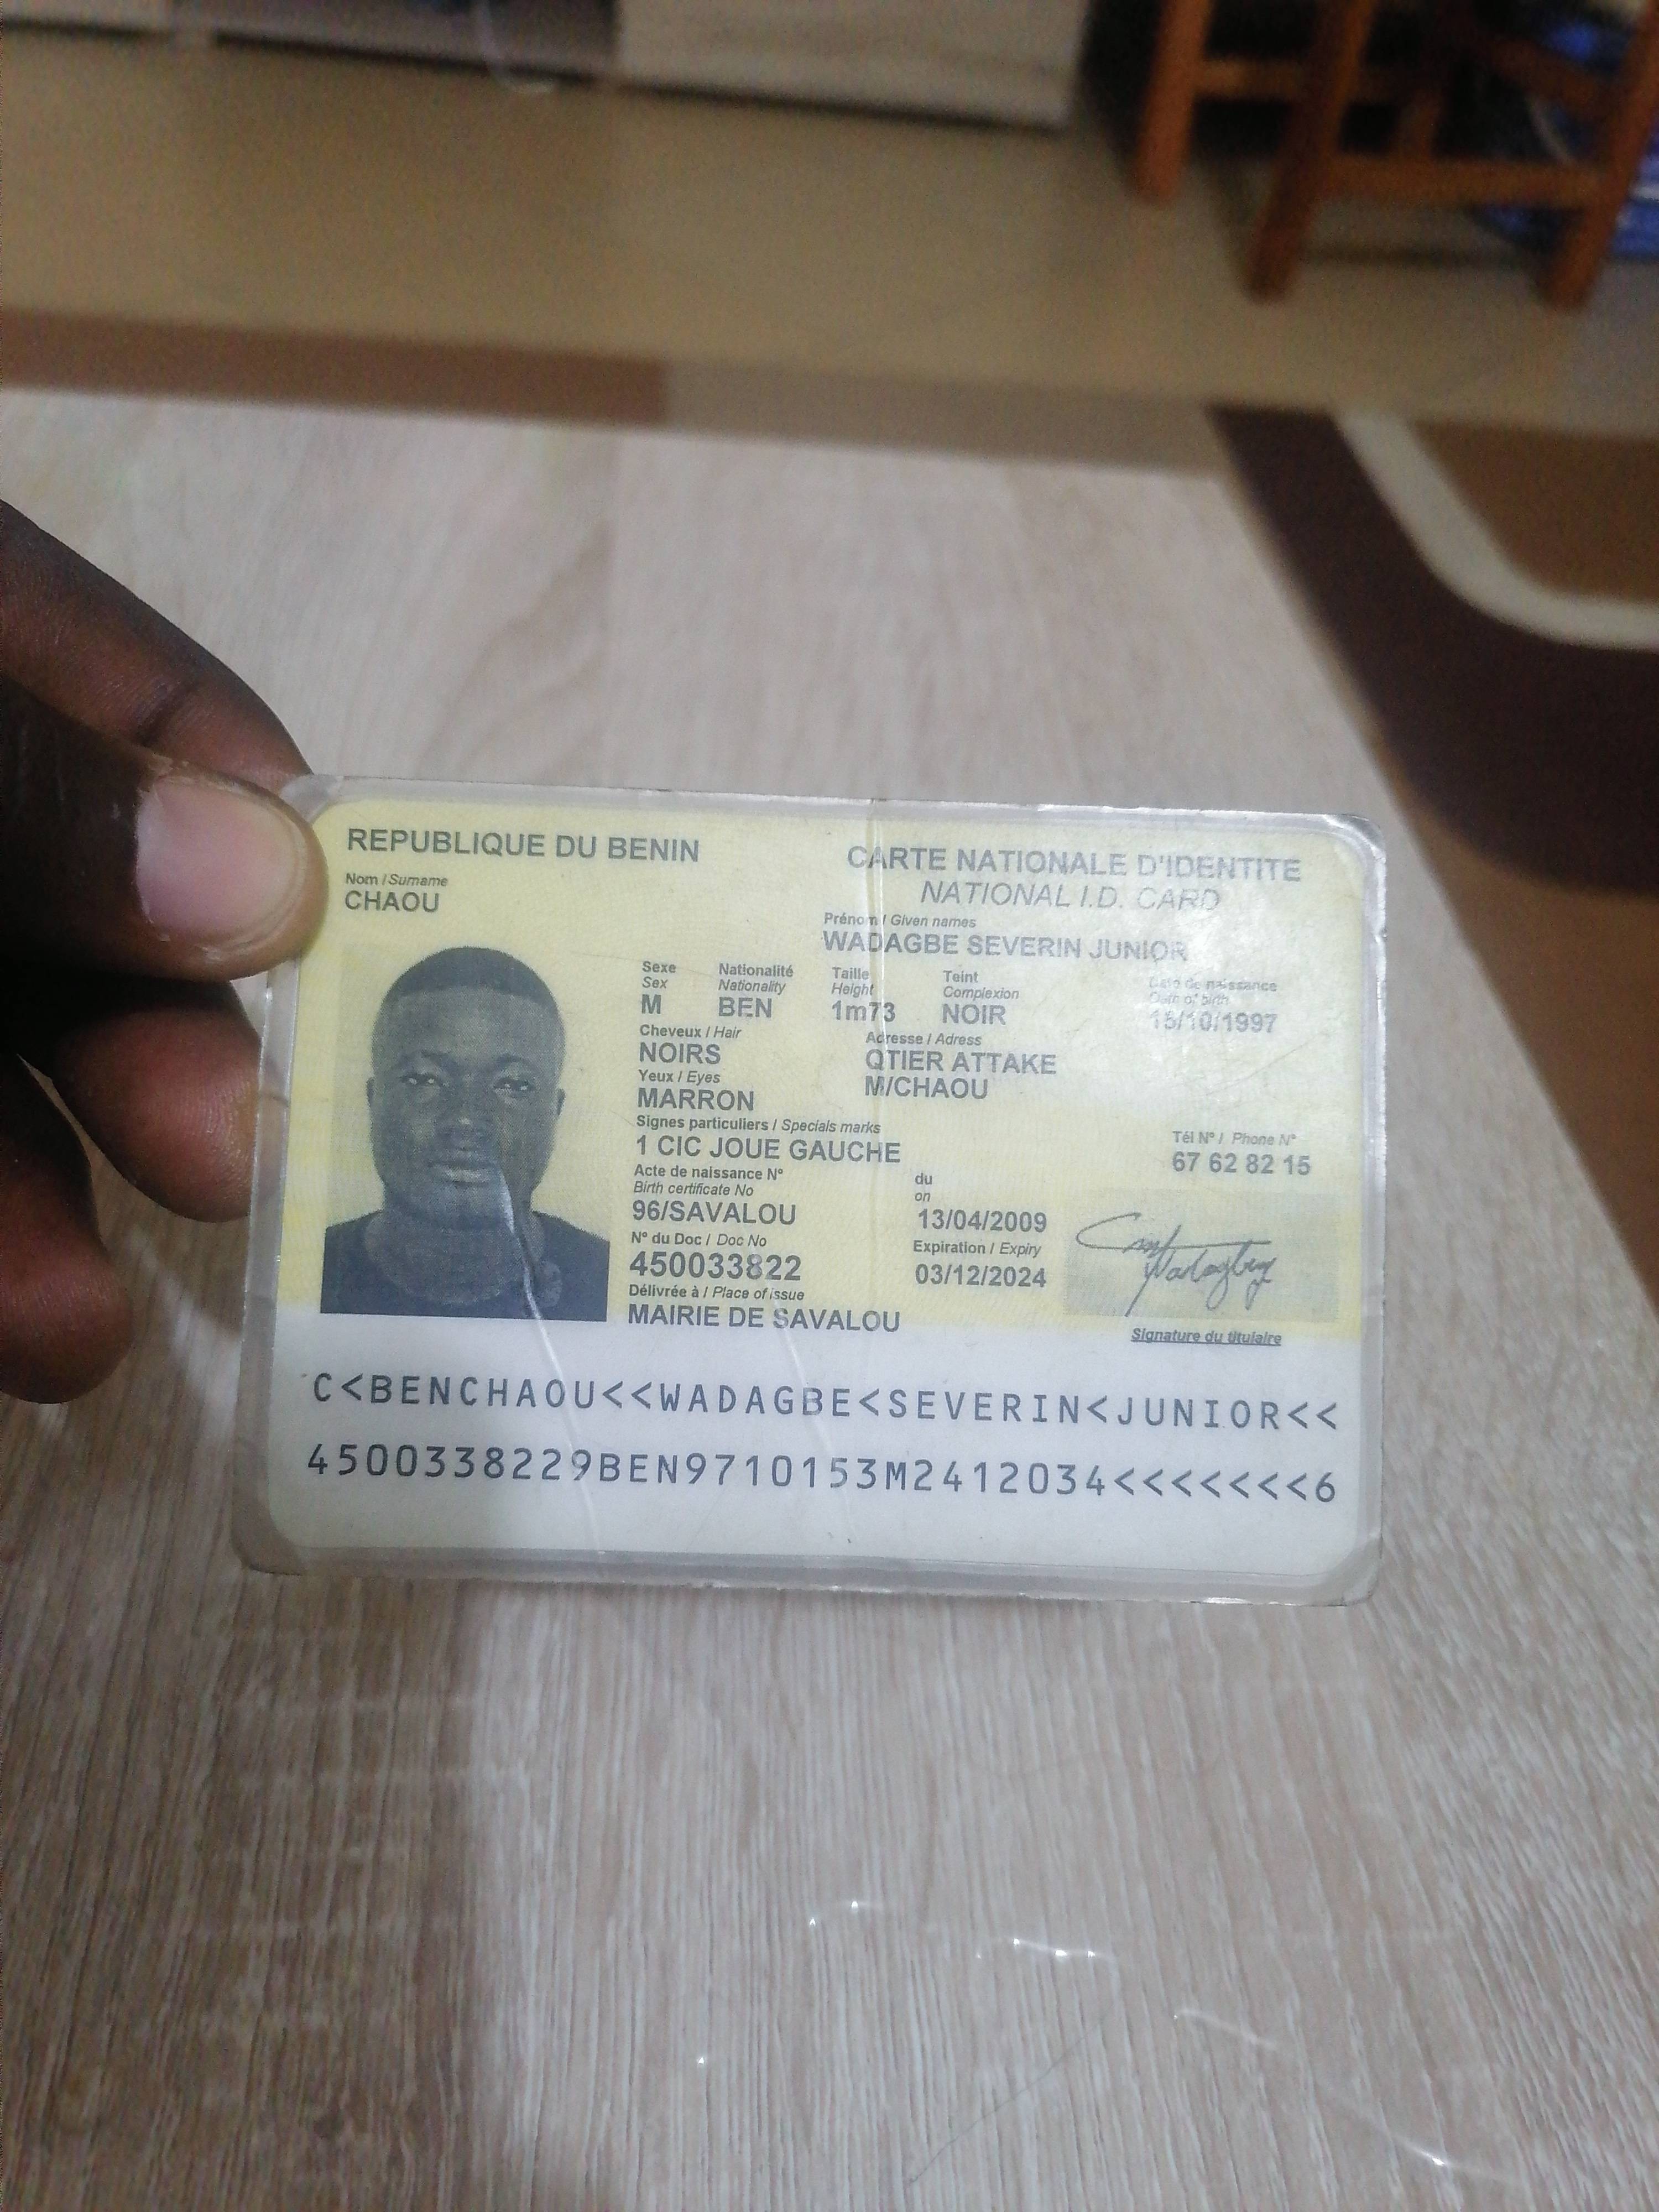 REPUBLIQUE DU BENIN
CARTE NATIONALE D'IDENTITE
NATIONAL I.D. CARD
Nom / Surname
CHAOU
Prénom / Given names
WADAGBE SEVERIN JUNIOR
Sexe
Sex
M
Nationalité
Nationality
BEN
Taille
Height
1m73
Teint
Complexion
NOIR
Date de naissance
Date of birth
15/10/1997
Cheveux / Hair
NOIRS
Adresse / Adress
QTIER ATTAKE
M/CHAOU
Yeux / Eyes
MARRON
Signes particuliers / Specials marks
1 CIC JOUE GAUCHE
Tél N° / Phone N°
67 62 82 15
Acte de naissance N°
Birth certificate No
96/SAVALOU
du
on
13/04/2009
N° du Doc / Doc No
450033822
Expiration / Expiry
03/12/2024
Délivrée à / Place of issue
MAIRIE DE SAVALOU
Signature du titulaire
C<BENCHAOU<<WADAGBE<SEVERIN<JUNIOR<<
4500338229BEN9710153M2412034<<<<<<<6